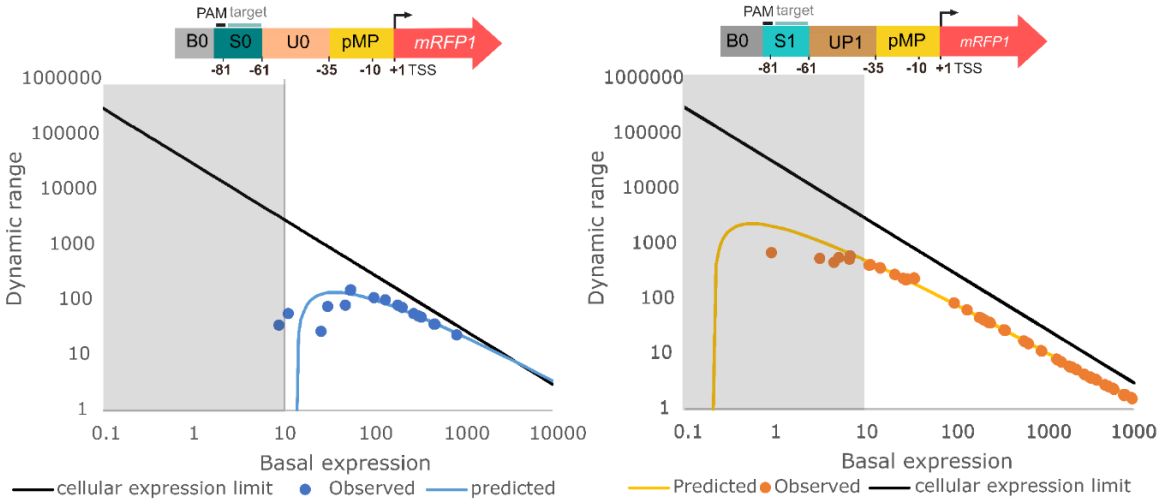 PAM target
B0 S0 U0 pMP mRFP1
-81 -61 -35 -10 +1 TSS
1000000
100000
10000
1000
100
10
1
Dynamic range
0.1 1 10 100 1000 10000
Basal expression
cellular expression limit Observed predicted
PAM target
B0 S1 UP1 pMP mRFP1
-81 -61 -35 -10 +1 TSS
1000000
100000
10000
1000
100
10
1
Dynamic range
0.1 1 10 100 1000 1000
Basal expression
Predicted Observed cellular expression limit